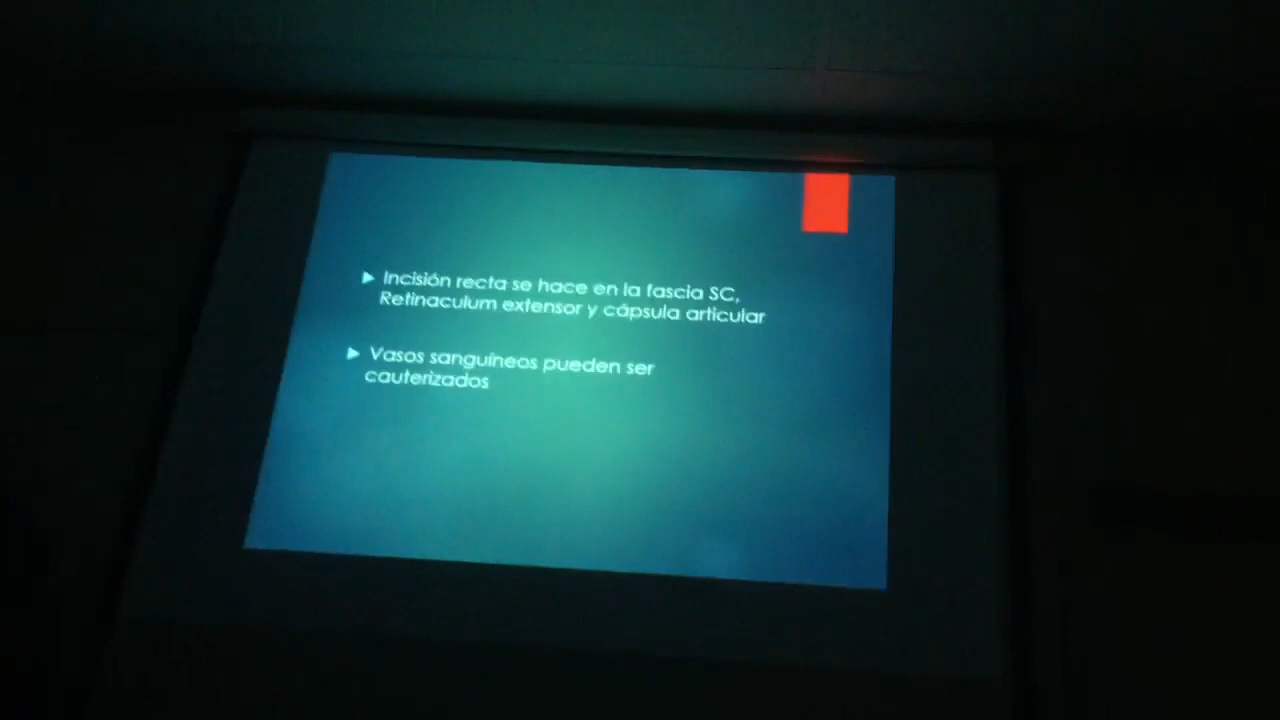 Incisión recta se hace en la fascia SC,
Retinaculum extensor y cápsula articular
Vasos sanguíneos pueden ser
cauterizados